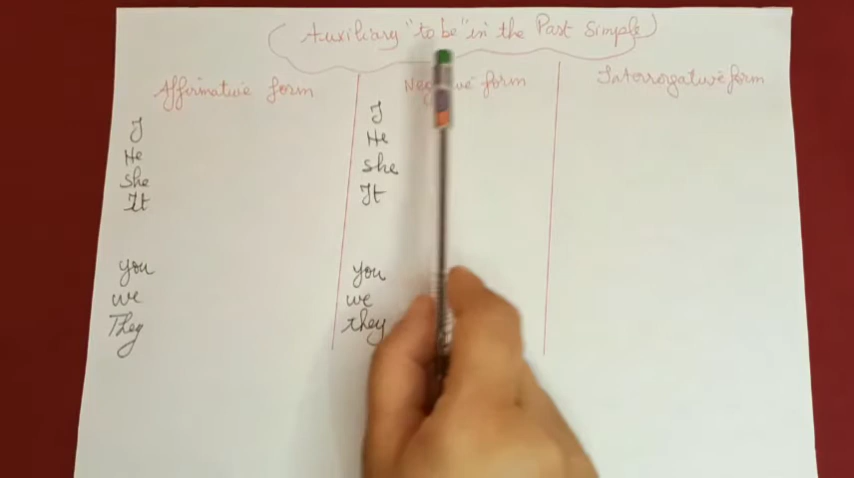 Auxiliary "to be" in the Past Simple
Affirmative form
I
He
she
It
you
we
They
form
I
He
she
It
you
we
they
Interrogative form